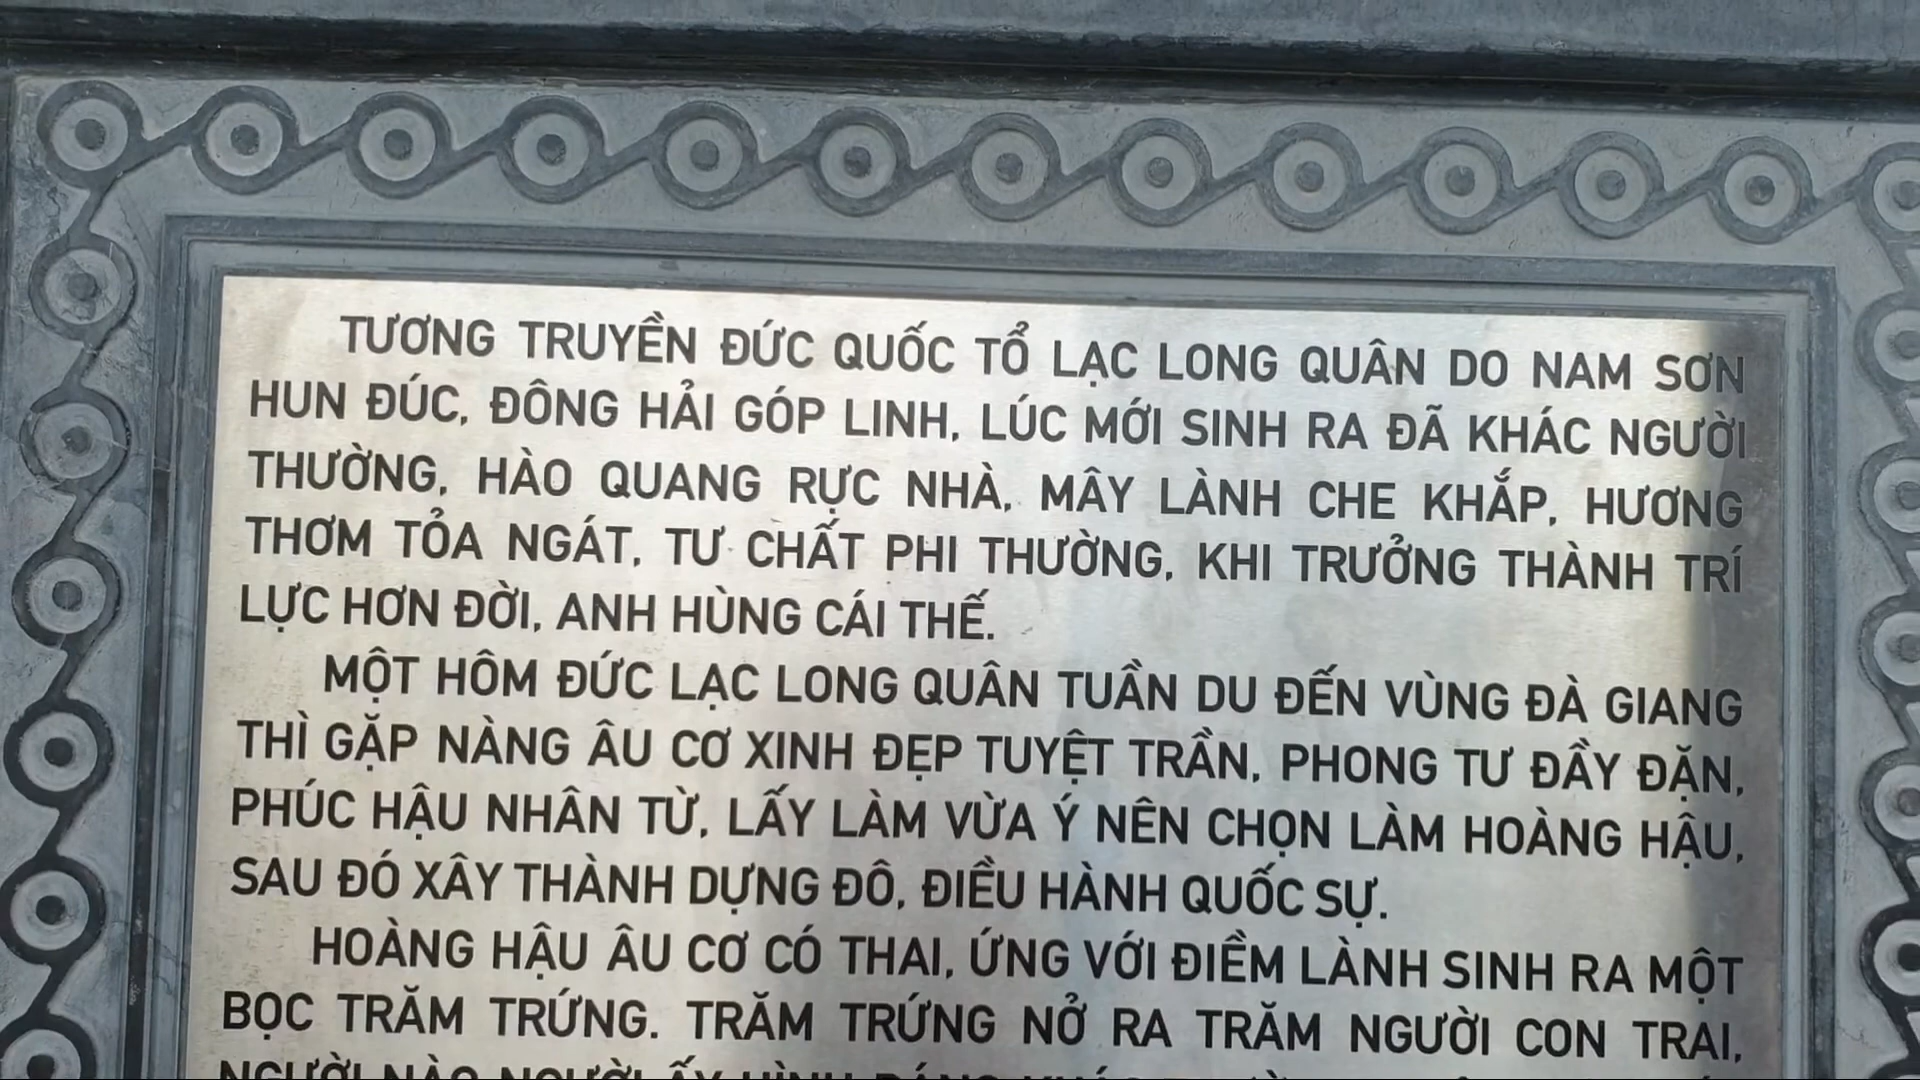 TƯƠNG TRUYỀN ĐỨC QUỐC TỔ LẠC LONG QUÂN DO NAM SƠN
HUN ĐÚC, ĐÔNG HẢI GÓP LINH, LÚC MỚI SINH RA ĐÃ KHÁC NGƯỜI
THƯỜNG, HÀO QUANG RỰC NHÀ, MÂY LÀNH CHE KHẮP, HƯƠNG
THƠM TỎA NGÁT, TƯ CHẤT PHI THƯỜNG, KHI TRƯỞNG THÀNH TRÍ
LỰC HƠN ĐỜI, ANH HÙNG CÁI THẾ.
MỘT HÔM ĐỨC LẠC LONG QUÂN TUẦN DU ĐẾN VÙNG ĐÀ GIANG
THÌ GẶP NÀNG ÂU CƠ XINH ĐẸP TUYỆT TRẦN, PHONG TƯ ĐẦY ĐẶN,
PHÚC HẬU NHÂN TỪ, LẤY LÀM VỪA Ý NÊN CHỌN LÀM HOÀNG HẬU,
SAU ĐÓ XÂY THÀNH DỰNG ĐÔ, ĐIỀU HÀNH QUỐC SỰ.
HOÀNG HẬU ÂU CƠ CÓ THAI, ỨNG VỚI ĐIỀM LÀNH SINH RA MỘT
BỌC TRĂM TRỨNG. TRĂM TRỨNG NỞ RA TRĂM NGƯỜI CON TRAI,
NGƯỜI NÀO NGƯỜI ẤY HÌNH